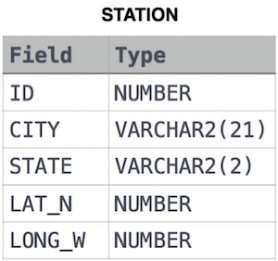 STATION
Field Type
ID NUMBER
CITY VARCHAR2(21)
STATE VARCHAR2(2)
LAT_N NUMBER
LONG_W NUMBER